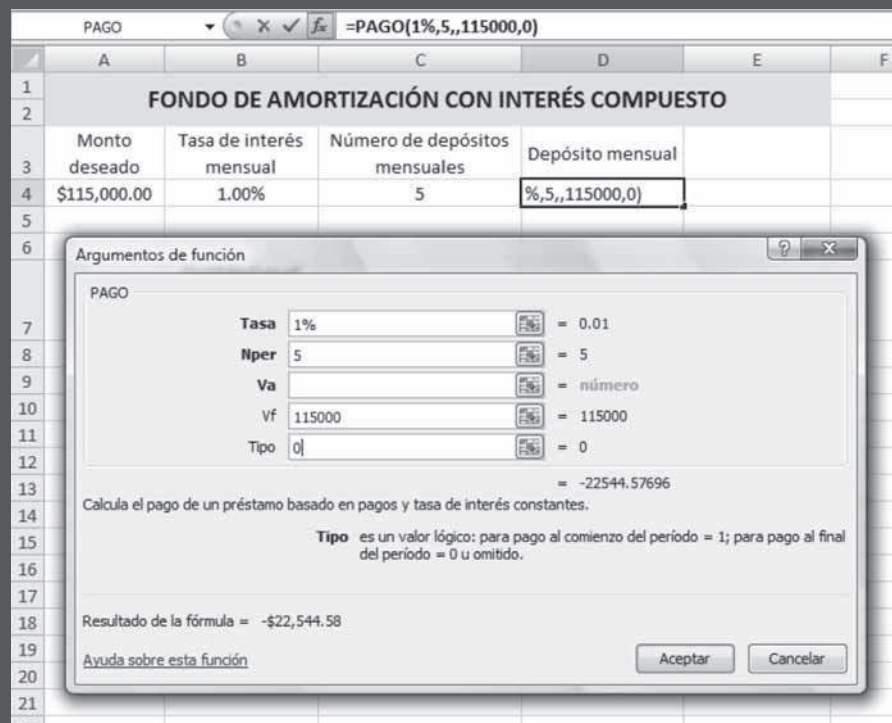 PAGO fx =PAGO(1%,5,,115000,0)
A B C D E F
1
2 FONDO DE AMORTIZACIÓN CON INTERÉS COMPUESTO
Monto Tasa de interés Número de depósitos
3 deseado mensual mensuales Depósito mensual
4 $115,000.00 1.00% 5 %,5,,115000,0)
5
6 Argumentos de función ?
PAGO
7 Tasa 1% = 0.01
8 Nper 5 = 5
9 Va = número
10 Vf 115000 = 115000
11
12 Tipo 0 = 0
13 = -22544.57696
14 Calcula el pago de un préstamo basado en pagos y tasa de interés constantes.
15 Tipo es un valor lógico: para pago al comienzo del período = 1; para pago al final
del período = 0 u omitido.
16
17
18 Resultado de la fórmula = -$22,544.58
19
20 Ayuda sobre esta función Aceptar Cancelar
21